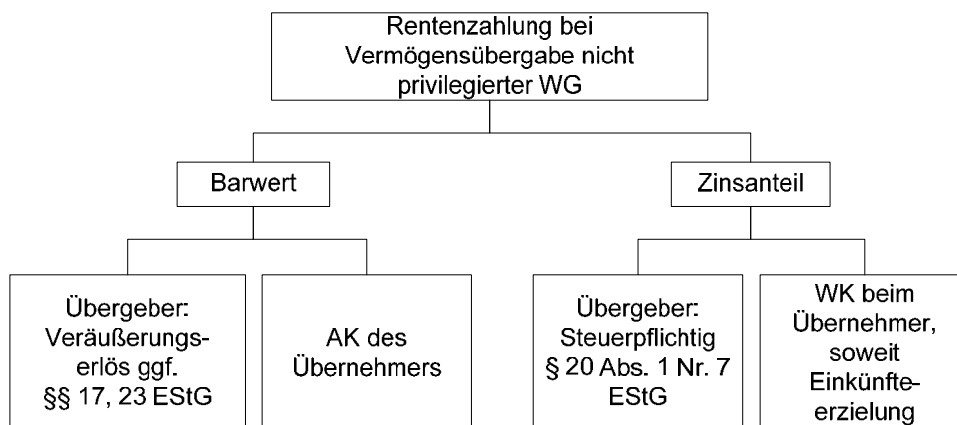 Rentenzahlung bei
Vermögensübergabe nicht
privilegierter WG
Barwert
Zinsanteil
Übergeber:
Veräußerungs-
erlös ggf.
§§ 17, 23 EStG
AK des
Übernehmers
Übergeber:
Steuerpflichtig
§ 20 Abs. 1 Nr. 7
EStG
WK beim
Übernehmer,
soweit
Einkünfte-
erzielung